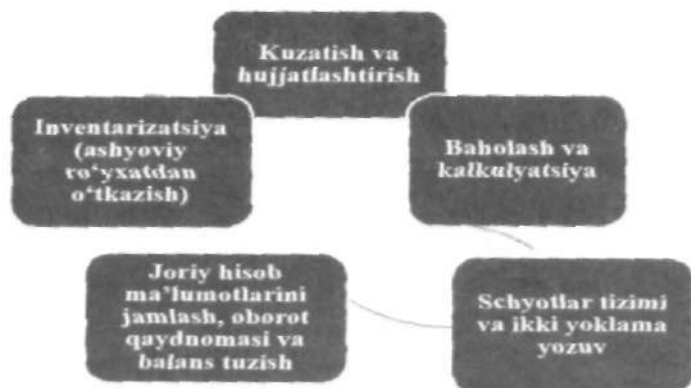 Kuzatish va
hujjatlashtirish
Inventarizatsiya
(ashyoviy
ro‘yxatdan
o‘tkazish)
Baholash va
kalkulyatsiya
Joriy hisob
ma’lumotlarini
jamlash, oborot
qaydnomasi va
balans tuzish
Schyotlar tizimi
va ikki yoklama
yozuv